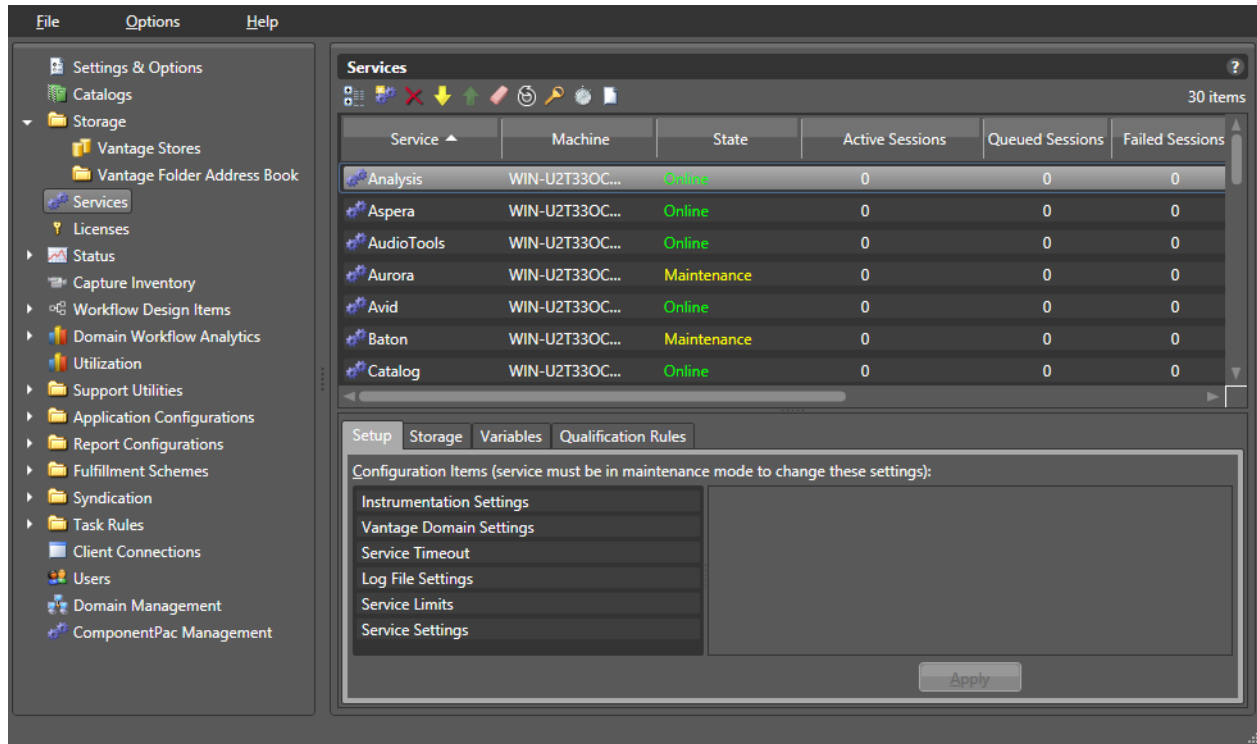 File Options Help
Settings & Options
Catalogs
Storage
Vantage Stores
Vantage Folder Address Book
Services
Licenses
Status
Capture Inventory
Workflow Design Items
Domain Workflow Analytics
Utilization
Support Utilities
Application Configurations
Report Configurations
Fulfillment Schemes
Syndication
Task Rules
Client Connections
Users
Domain Management
ComponentPac Management
Services ?
30 items
Service Machine State Active Sessions Queued Sessions Failed Sessions
Analysis WIN-U2T33OC... Online 0 0 0
Aspera WIN-U2T33OC... Online 0 0 0
AudioTools WIN-U2T33OC... Online 0 0 0
Aurora WIN-U2T33OC... Maintenance 0 0 0
Avid WIN-U2T33OC... Online 0 0 0
Baton WIN-U2T33OC... Maintenance 0 0 0
Catalog WIN-U2T33OC... Online 0 0 0
Setup Storage Variables Qualification Rules
Configuration Items (service must be in maintenance mode to change these settings):
Instrumentation Settings
Vantage Domain Settings
Service Timeout
Log File Settings
Service Limits
Service Settings
Apply